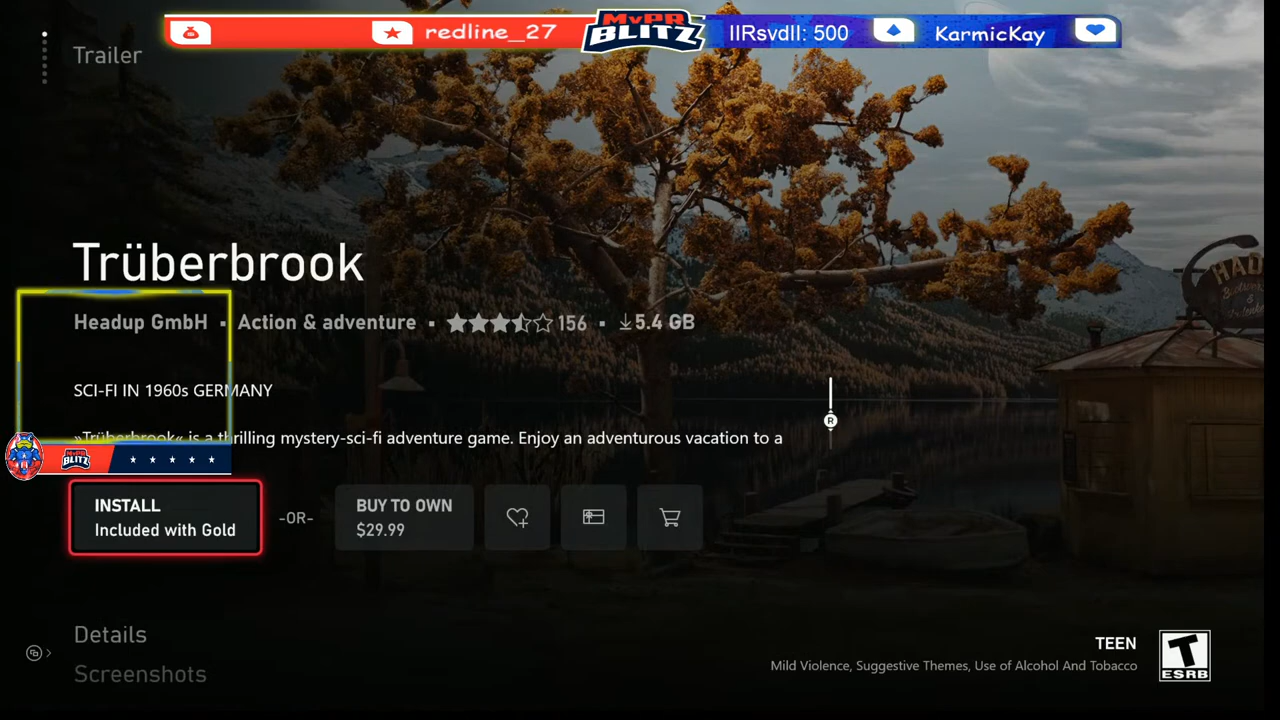 redline_27
MvPR
BLITZ
IIRsvdII: 500
KarmicKay
Trailer
Trüberbrook
Headup GmbH ▪ Action & adventure ▪ 156 ▪ 5.4 GB
SCI-FI IN 1960s GERMANY
»Trüberbrook« is a thrilling mystery-sci-fi adventure game. Enjoy an adventurous vacation to a
R
MvPR
BLITZ
INSTALL
Included with Gold
-OR-
BUY TO OWN
$29.99
Details
Screenshots
TEEN
Mild Violence, Suggestive Themes, Use of Alcohol And Tobacco
T
ESRB